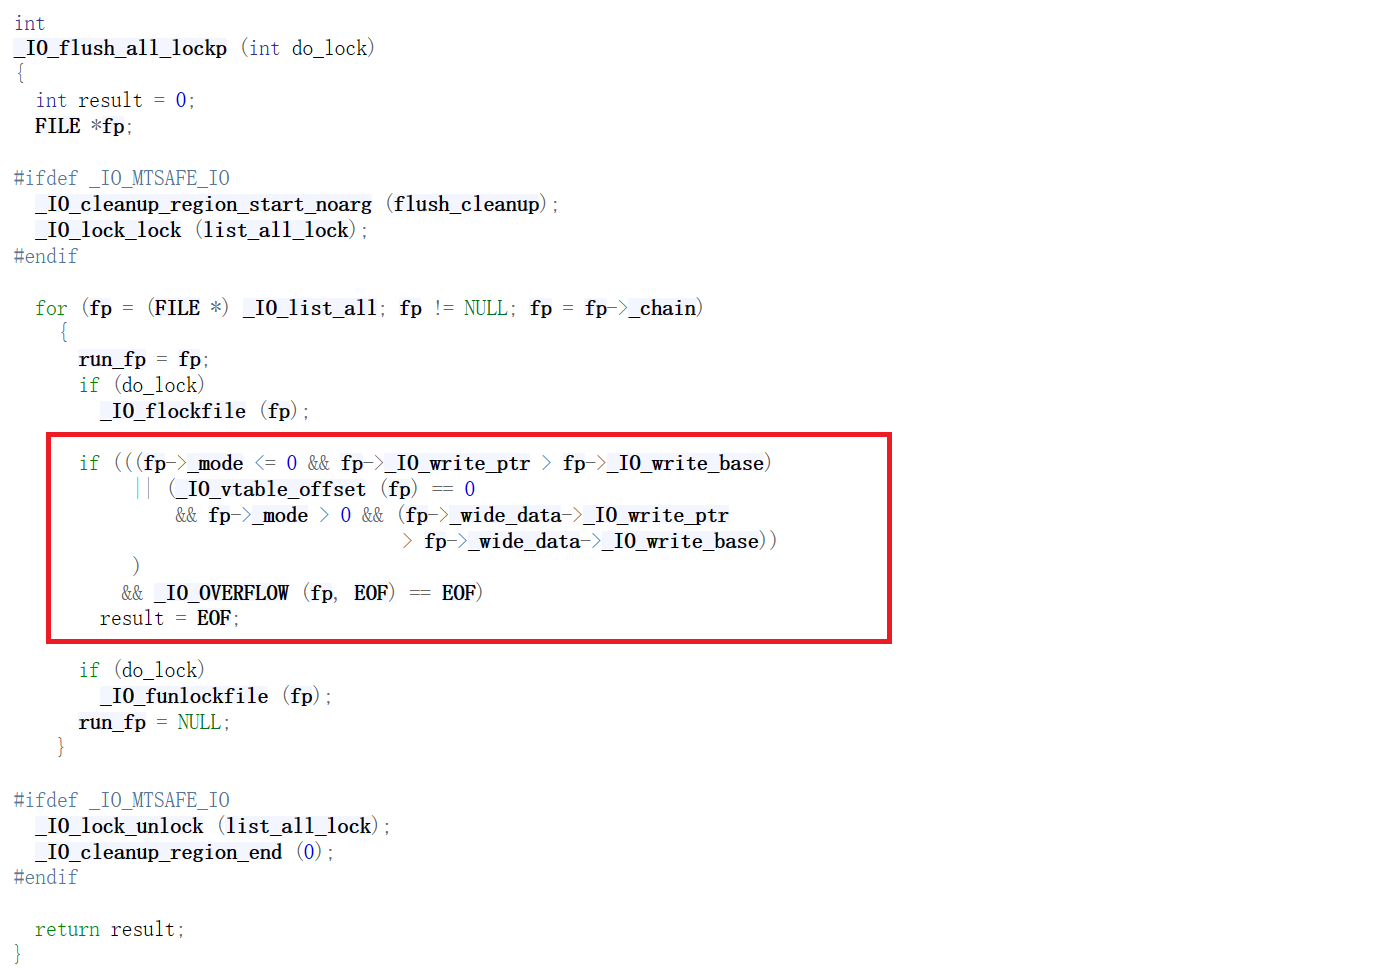 int
_IO_flush_all_lockp (int do_lock)
{
  int result = 0;
  FILE *fp;

#ifdef _IO_MTSAFE_IO
  _IO_cleanup_region_start_noarg (flush_cleanup);
  _IO_lock_lock (list_all_lock);
#endif

  for (fp = (FILE *) _IO_list_all; fp != NULL; fp = fp->_chain)
    {
      run_fp = fp;
      if (do_lock)
        _IO_flockfile (fp);

      if (((fp->_mode <= 0 && fp->_IO_write_ptr > fp->_IO_write_base)
           || (_IO_vtable_offset (fp) == 0
               && fp->_mode > 0 && (fp->_wide_data->_IO_write_ptr
                                    > fp->_wide_data->_IO_write_base))
           )
          && _IO_OVERFLOW (fp, EOF) == EOF)
        result = EOF;

      if (do_lock)
        _IO_funlockfile (fp);
      run_fp = NULL;
    }

#ifdef _IO_MTSAFE_IO
  _IO_lock_unlock (list_all_lock);
  _IO_cleanup_region_end (0);
#endif

  return result;
}